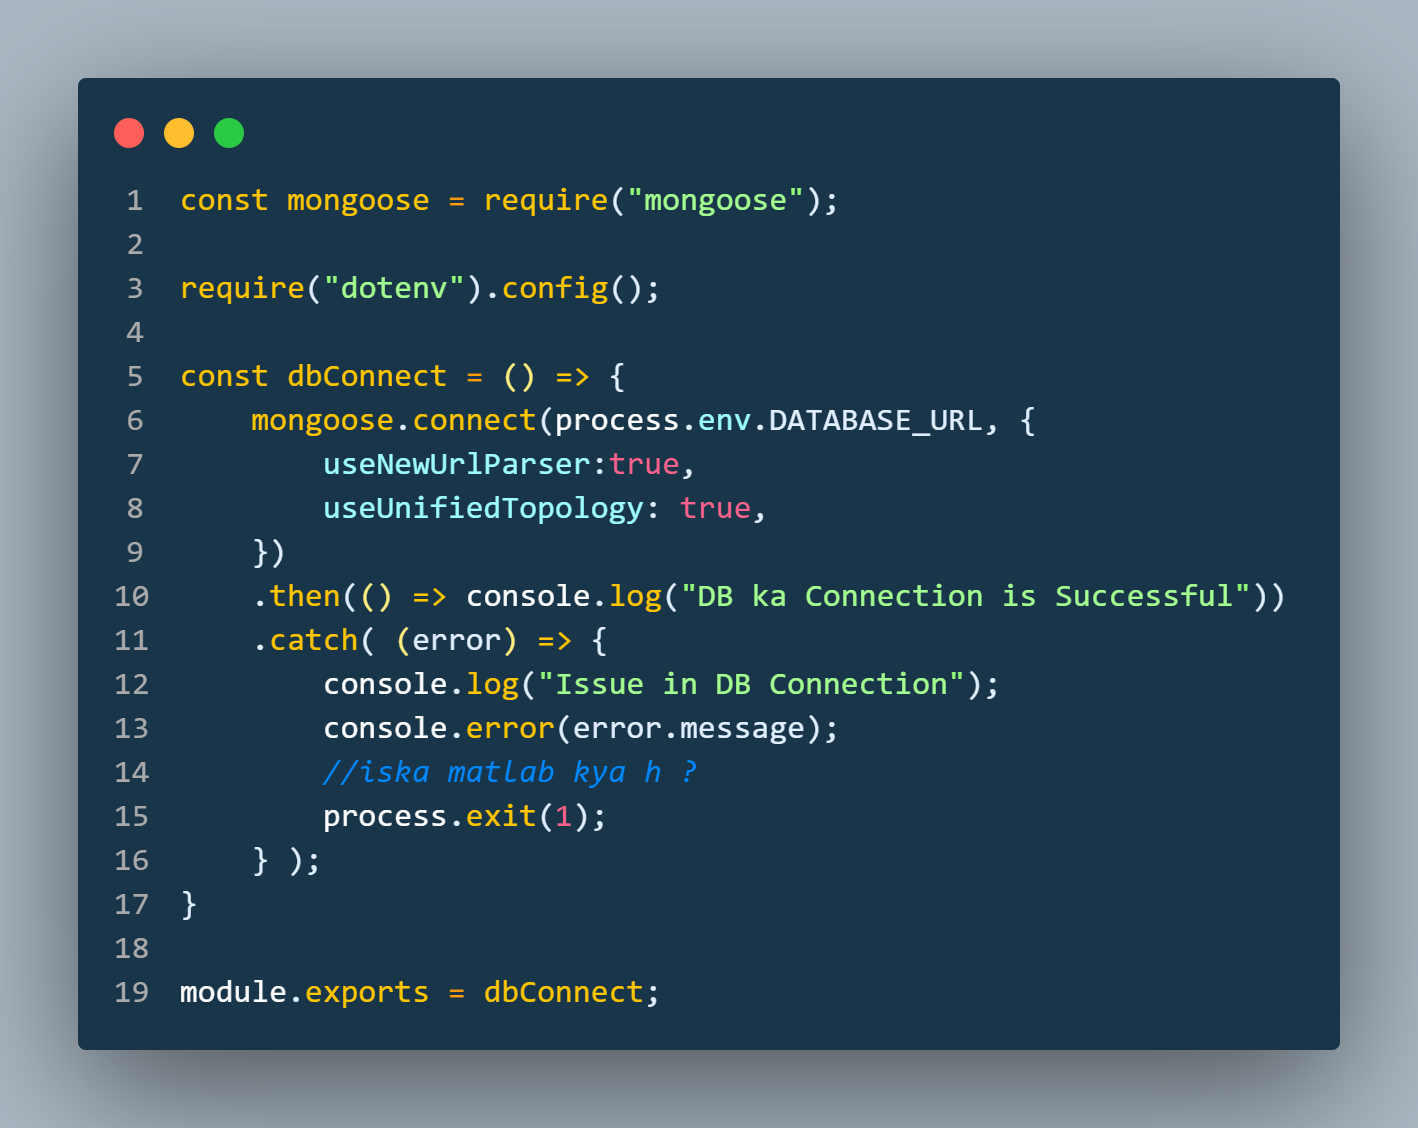 1 const mongoose = require("mongoose");
2
3 require("dotenv").config();
4
5 const dbConnect = () => {
6     mongoose.connect(process.env.DATABASE_URL, {
7         useNewUrlParser:true,
8         useUnifiedTopology: true,
9     })
10     .then(() => console.log("DB ka Connection is Successful"))
11     .catch( (error) => {
12         console.log("Issue in DB Connection");
13         console.error(error.message);
14         //iska matlab kya h ?
15         process.exit(1);
16     } );
17 }
18
19 module.exports = dbConnect;